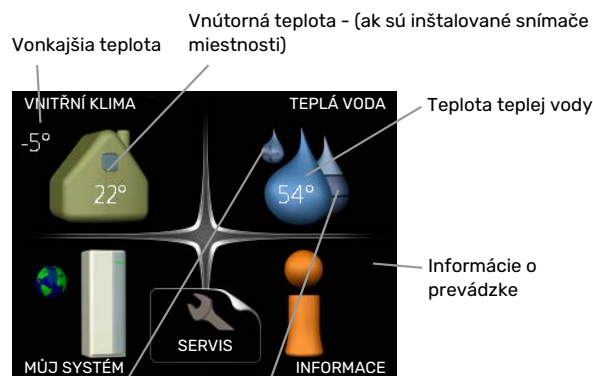 Vnútorná teplota - (ak sú inštalované snímače
miestnosti)
Vonkajšia teplota
VNITŘNÍ KLIMA
TEPLÁ VODA
Teplota teplej vody
-5°
22°
54°
Informácie o
prevádzke
SERVIS
MŮJ SYSTÉM
INFORMACE